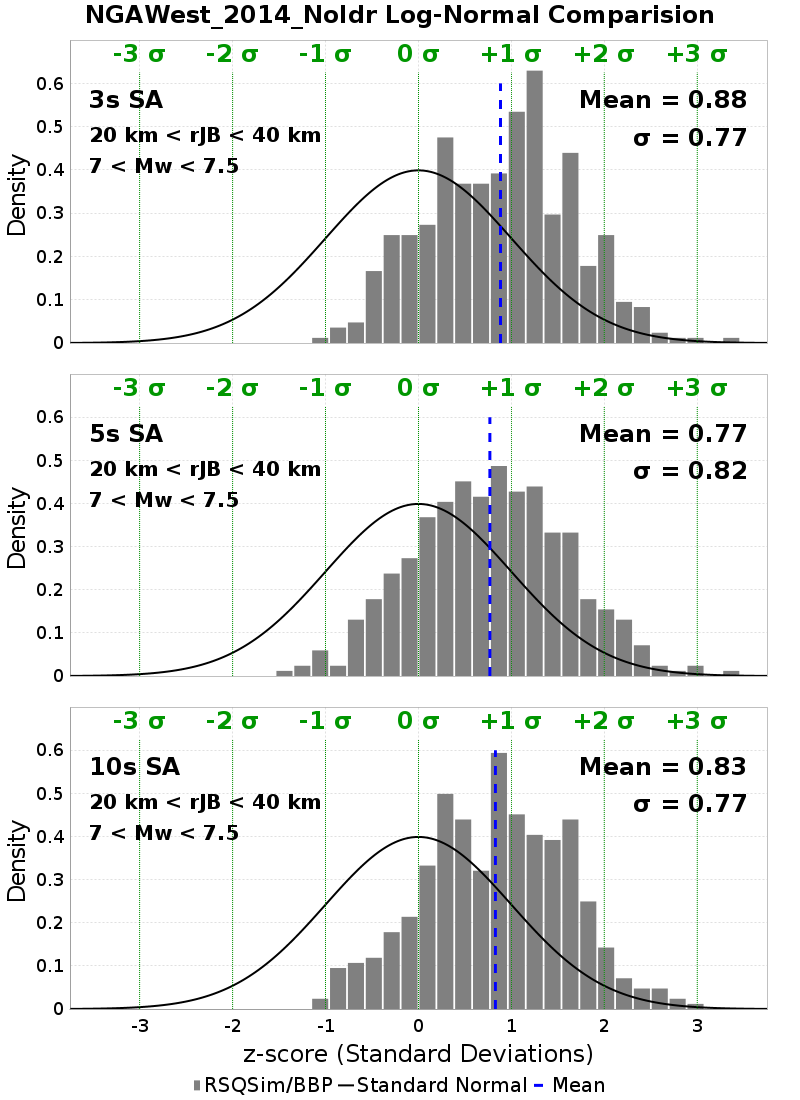 NGAWest_2014_NoIdr Log-Normal Comparision
-3 σ -2 σ -1 σ 0 σ +1 σ +2 σ +3 σ
3s SA
Mean = 0.88
20 km < rJB < 40 km
σ = 0.77
7 < Mw < 7.5
Density
0.6
0.5
0.4
0.3
0.2
0.1
0
-3 σ -2 σ -1 σ 0 σ +1 σ +2 σ +3 σ
5s SA
Mean = 0.77
20 km < rJB < 40 km
σ = 0.82
7 < Mw < 7.5
Density
0.6
0.5
0.4
0.3
0.2
0.1
0
-3 σ -2 σ -1 σ 0 σ +1 σ +2 σ +3 σ
10s SA
Mean = 0.83
20 km < rJB < 40 km
σ = 0.77
7 < Mw < 7.5
Density
0.6
0.5
0.4
0.3
0.2
0.1
0
-3 -2 -1 0 1 2 3
z-score (Standard Deviations)
RSQSim/BBP Standard Normal Mean